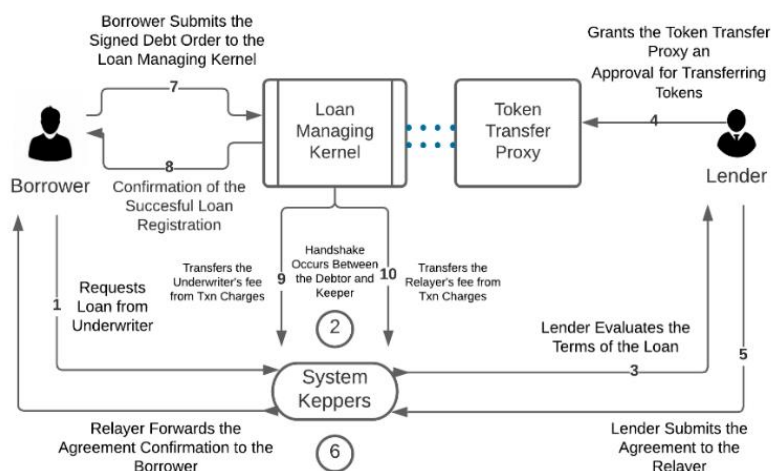 Borrower Submits the
Signed Debt Order to the
Loan Managing Kernel
7
8
Confirmation of the
Succesful Loan
Registration
Borrower
Loan
Managing
Kernel
Token
Transfer
Proxy
Grants the Token Transfer
Proxy an
Approval for Transferring
Tokens
4
Lender
1
Requests
Loan from
Underwriter
Transfers the
Underwriter's fee
from Txn Charges
9
Handshake
Occurs Between
the Debtor and
Keeper
10
Transfers the
Relayer's fee from
Txn Charges
2
Lender Evaluates the
Terms of the Loan
3
5
System
Keppers
Relayer Forwards the
Agreement Confirmation to the
Borrower
6
Lender Submits the
Agreement to the
Relayer